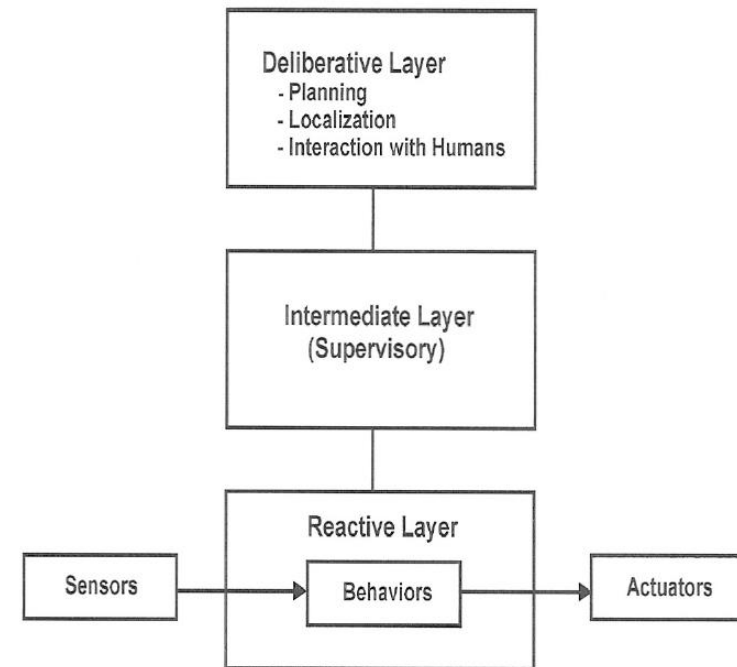 Deliberative Layer
- Planning
- Localization
- Interaction with Humans
Intermediate Layer
(Supervisory)
Reactive Layer
Sensors
Behaviors
Actuators